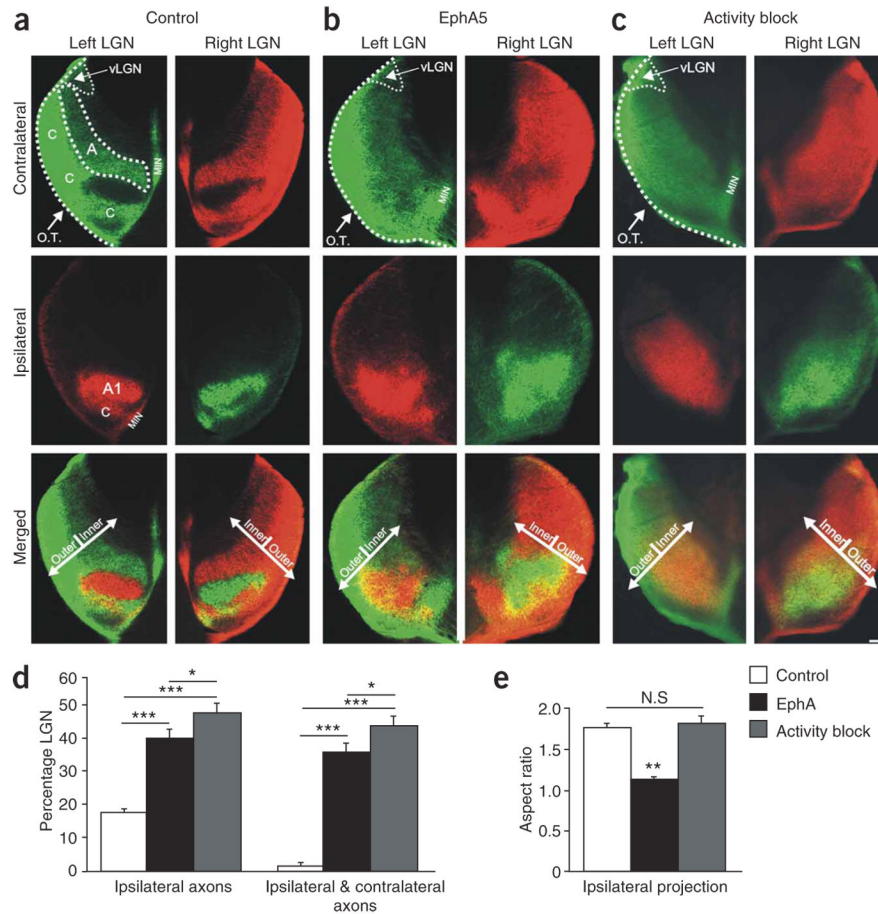 a Control b EphA5 c Activity block
Left LGN Right LGN Left LGN Right LGN Left LGN Right LGN
Contralateral
vLGN
C
A
C
MIN
C
O.T.
vLGN
MIN
O.T.
vLGN
MIN
O.T.
Ipsilateral
A1
C
MIN
Merged
Outer Inner
Inner Outer
Outer Inner
Inner Outer
Outer Inner
Inner Outer
d
Percentage LGN
60
50
40
30
20
10
0
*
***
***
*
***
***
Ipsilateral axons
Ipsilateral & contralateral
axons
e
Aspect ratio
2.0
1.5
1.0
0.5
0
N.S
**
Ipsilateral projection
Control
EphA
Activity block